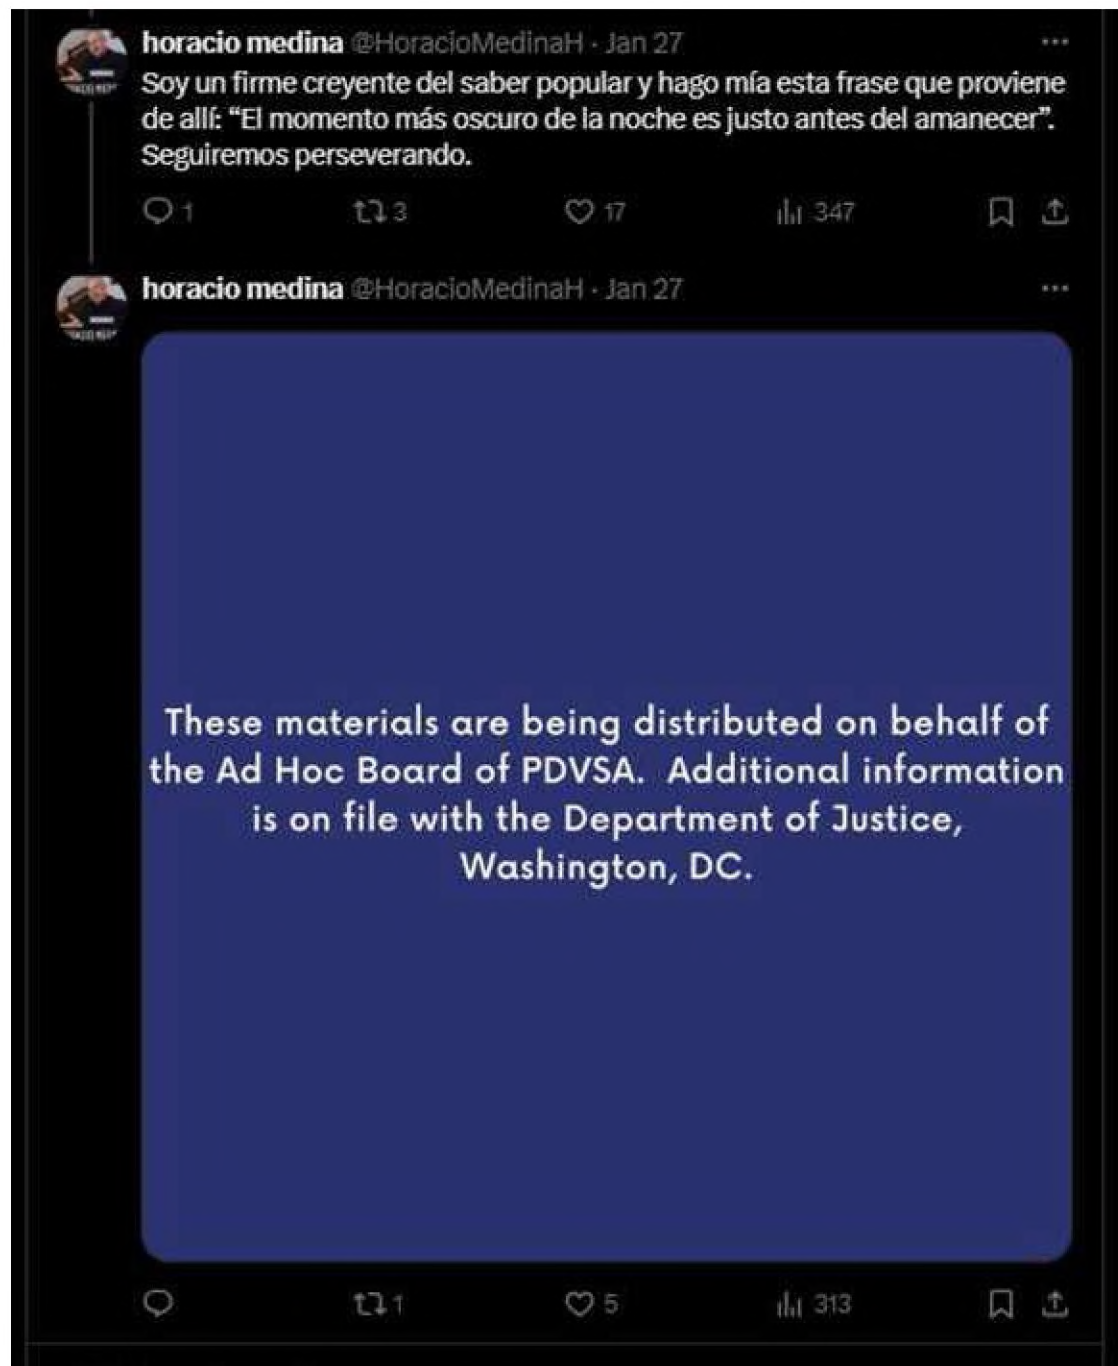 horacio medina @HoracioMedinaH · Jan 27
Soy un firme creyente del saber popular y hago mía esta frase que proviene
de allí: “El momento más oscuro de la noche es justo antes del amanecer”.
Seguiremos perseverando.
1 3 17 347
horacio medina @HoracioMedinaH · Jan 27
These materials are being distributed on behalf of
the Ad Hoc Board of PDVSA. Additional information
is on file with the Department of Justice,
Washington, DC.
1 5 313